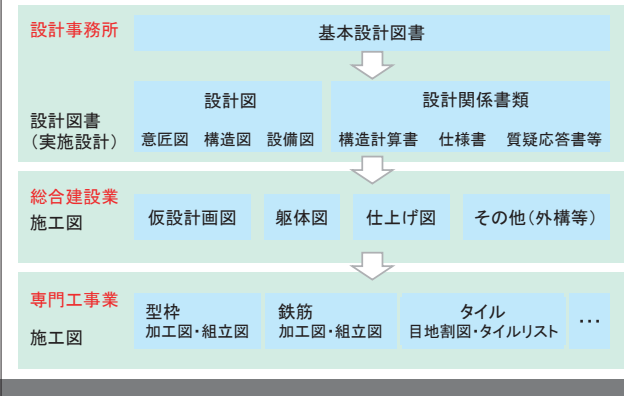 設計事務所
基本設計図書
設計図書
（実施設計）
設計図
意匠図 構造図 設備図
設計関係書類
構造計算書 仕様書 質疑応答書等
総合建設業
施工図
仮設計画図
躯体図
仕上げ図
その他（外構等）
専門工事業
施工図
型枠
加工図・組立図
鉄筋
加工図・組立図
タイル
目地割図・タイルリスト
…